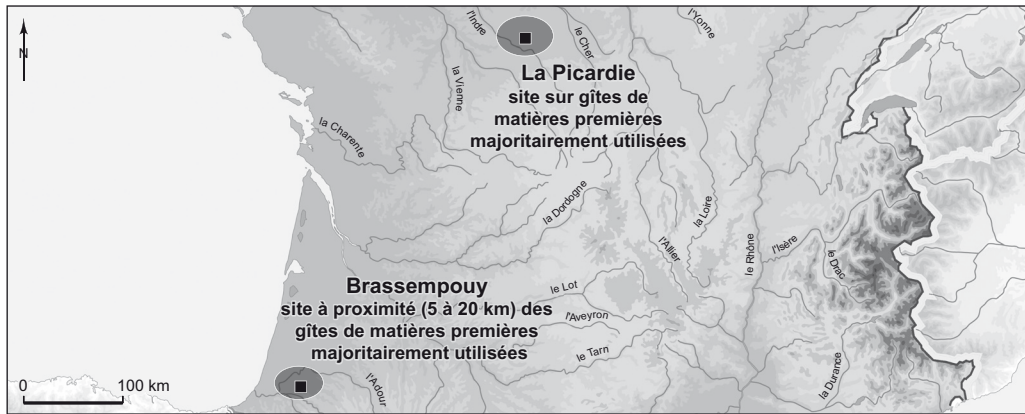 N
l'Indre
le Cher
l'Yonne
la Vienne
La Picardie
site sur gîtes de
matières premières
majoritairement utilisées
la Charente
la Dordogne
la Loire
l'Allier
le Rhône
l'Isère
le Drac
Brassempouy
site à proximité (5 à 20 km) des
gîtes de matières premières
majoritairement utilisées
le Lot
l'Aveyron
le Tarn
la Durance
l'Adour
0 100 km